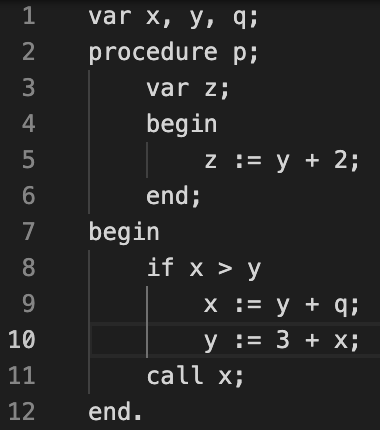 1 var x, y, q;
2 procedure p;
3 var z;
4 begin
5 z := y + 2;
6 end;
7 begin
8 if x > y
9 x := y + q;
10 y := 3 + x;
11 call x;
12 end.